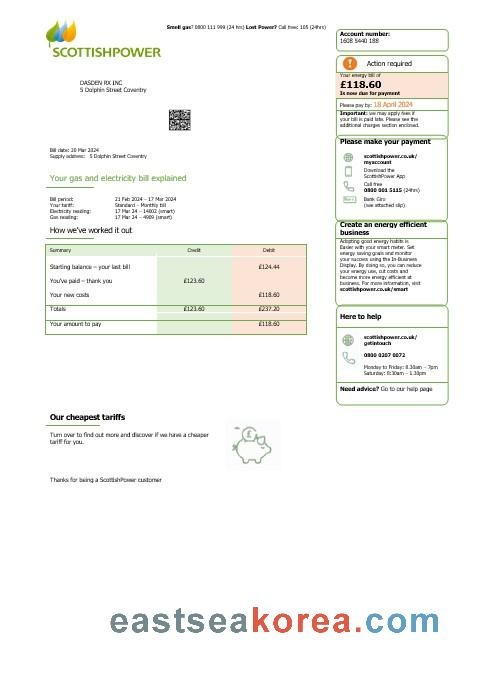 Smell gas? 0800 111 999 (24 hrs) Lost Power? Call free: 105 (24hrs)
SCOTTISHPOWER
DASDEN RX INC
5 Dolphin Street Coventry
Bill date: 20 Mar 2024
Supply address: 5 Dolphin Street Coventry
Your gas and electricity bill explained
Bill period: 21 Feb 2024 – 17 Mar 2024
Your tariff: Standard – Monthly bill
Electricity reading: 17 Mar 24 – 14802 (smart)
Gas reading: 17 Mar 24 – 4989 (smart)
How we've worked it out
Summary Credit Debit
Starting balance – your last bill £124.44
You've paid – thank you £123.60
Your new costs £118.60
Totals £123.60 £237.20
Your amount to pay £118.60
Our cheapest tariffs
Turn over to find out more and discover if we have a cheaper
tariff for you.
£
Thanks for being a ScottishPower customer
Account number:
1608 5440 188
! Action required
Your energy bill of
£118.60
Is now due for payment
Please pay by: 18 April 2024
Important: we may apply fees if
your bill is paid late. Please see the
additional charges section enclosed.
Please make your payment
scottishpower.co.uk/
myaccount
Download the
ScottishPower App
Call free
0800 001 5115 (24hrs)
Bank Giro
(see attached slip)
Create an energy efficient
business
Adopting good energy habits is
Easier with your smart meter. Set
energy saving goals and monitor
your success using the In-Business
Display. By doing so, you can reduce
your energy use, cut costs and
become more energy efficient at
business. For more information, visit
scottishpower.co.uk/smart
Here to help
scottishpower.co.uk/
getintouch
0800 0207 0072
Monday to Friday: 8.30am – 7pm
Saturday: 8:30am – 1.30pm
Need advice? Go to our help page
eastseakorea.com